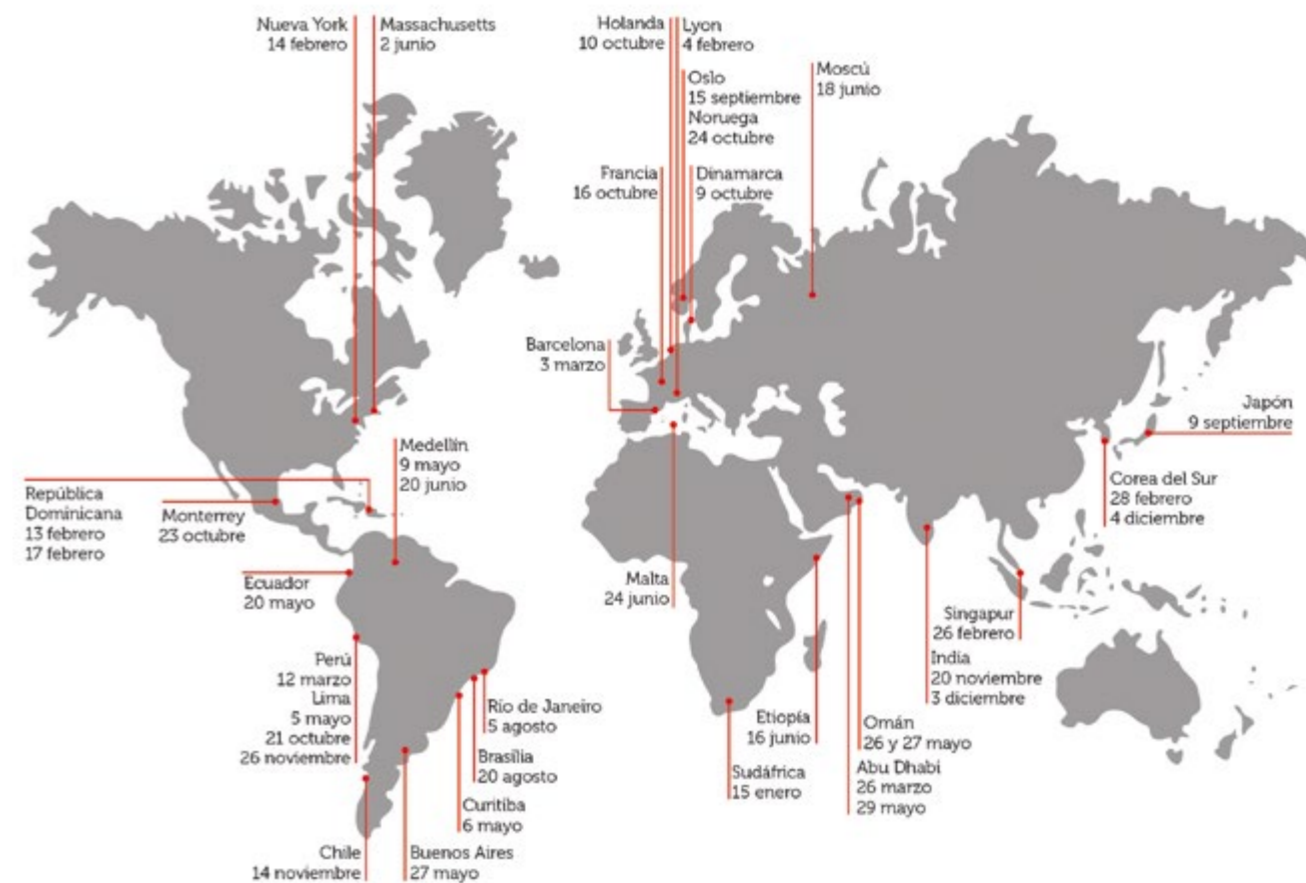 Nueva York
14 febrero
Massachusetts
2 junio
Holanda
10 octubre
Lyon
4 febrero
Oslo
15 septiembre
Noruega
24 octubre
Moscú
18 junio
Francia
16 octubre
Dinamarca
9 octubre
Barcelona
3 marzo
Japón
9 septiembre
Medellín
9 mayo
20 junio
República
Dominicana
13 febrero
17 febrero
Monterrey
23 octubre
Corea del Sur
28 febrero
4 diciembre
Ecuador
20 mayo
Malta
24 junio
Singapur
26 febrero
India
20 noviembre
3 diciembre
Perú
12 marzo
Lima
5 mayo
21 octubre
26 noviembre
Río de Janeiro
5 agosto
Brasília
20 agosto
Curitiba
6 mayo
Etiopía
16 junio
Omán
26 y 27 mayo
Sudáfrica
15 enero
Abu Dhabi
26 marzo
29 mayo
Chile
14 noviembre
Buenos Aires
27 mayo